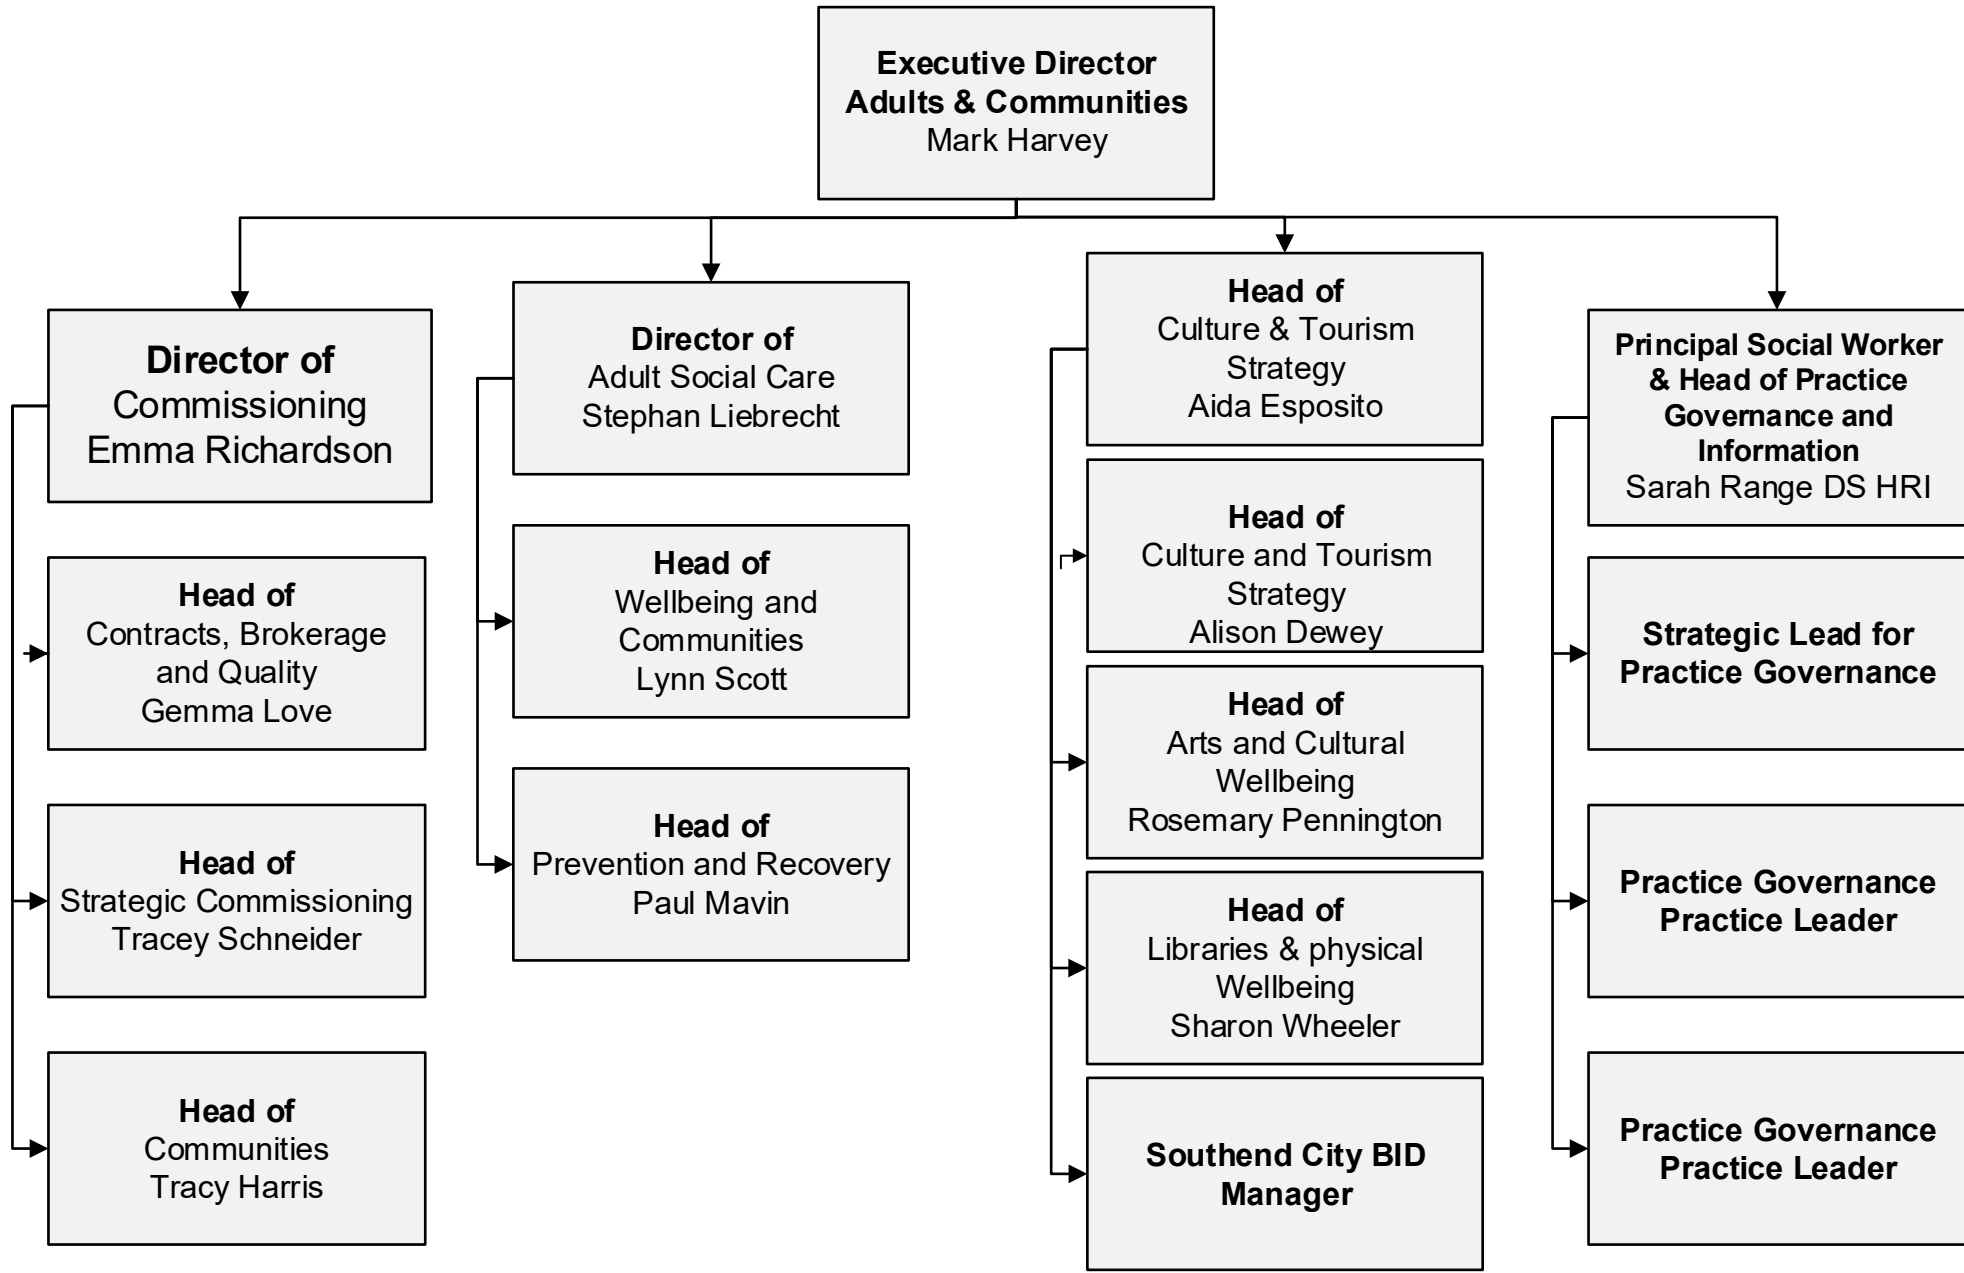 Executive Director
Adults & Communities
Mark Harvey
Director of
Commissioning
Emma Richardson
Head of
Contracts, Brokerage
and Quality
Gemma Love
Head of
Strategic Commissioning
Tracey Schneider
Head of
Communities
Tracy Harris
Director of
Adult Social Care
Stephan Liebrecht
Head of
Wellbeing and
Communities
Lynn Scott
Head of
Prevention and Recovery
Paul Mavin
Head of
Culture & Tourism
Strategy
Aida Esposito
Head of
Culture and Tourism
Strategy
Alison Dewey
Head of
Arts and Cultural
Wellbeing
Rosemary Pennington
Head of
Libraries & physical
Wellbeing
Sharon Wheeler
Southend City BID
Manager
Principal Social Worker
& Head of Practice
Governance and
Information
Sarah Range DS HRI
Strategic Lead for
Practice Governance
Practice Governance
Practice Leader
Practice Governance
Practice Leader